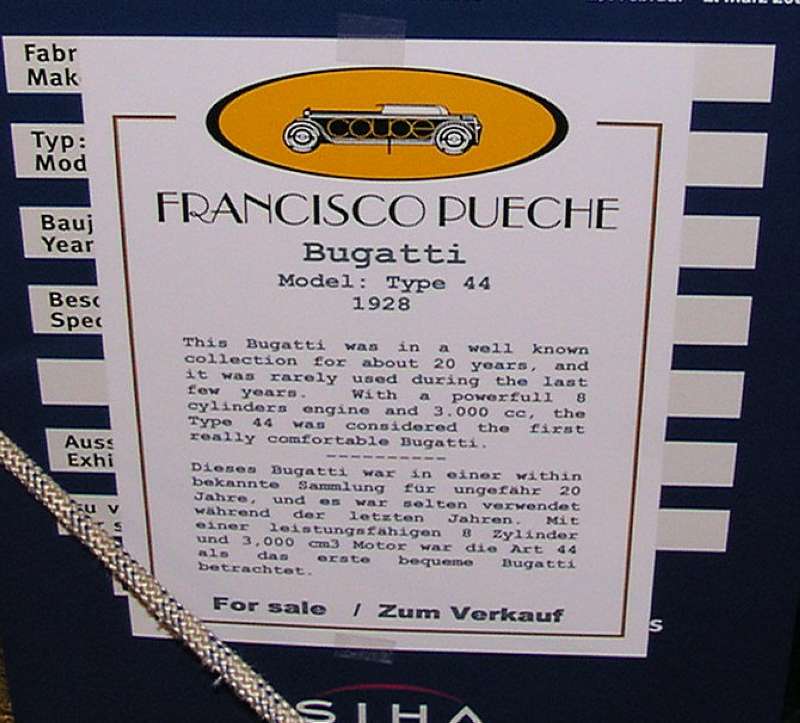 Fabr
Mak
Typ:
Mod
Bauj
Year
Besc
Spec
Auss
Exhi
coupe
FRANCISCO PUECHE
Bugatti
Model: Type 44
1928
This Bugatti was in a well known
collection for about 20 years, and
it was rarely used during the last
few years. With a powerfull 8
cylinders engine and 3.000 cc, the
Type 44 was considered the first
really comfortable Bugatti.
----------
Dieses Bugatti war in einer within
bekannte Sammlung für ungefähr 20
Jahre, und es war selten verwendet
während der letzten Jahren. Mit
einer leistungsfähigen 8 Zylinder
und 3,000 cm3 Motor war die Art 44
als das erste bequeme Bugatti
betrachtet.
For sale / Zum Verkauf
SIHA